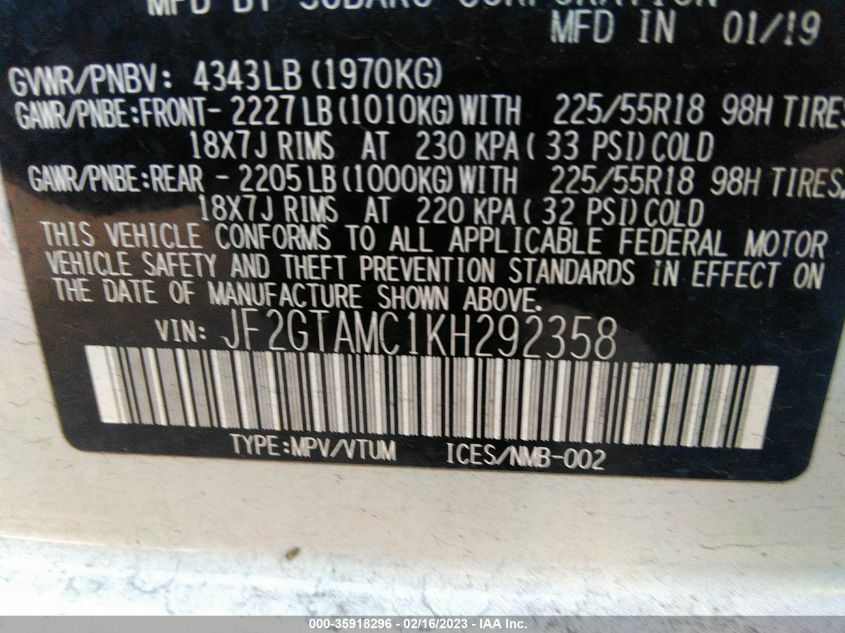 MFD BY SUBARU CORPORATION
MFD IN 01/19
GVWR/PNBV: 4343LB (1970KG)
GAWR/PNBE:FRONT- 2227LB(1010KG)WITH 225/55R18 98H TIRES
18X7J RIMS AT 230 KPA( 33 PSI)COLD
GAWR/PNBE:REAR - 2205LB(1000KG)WITH 225/55R18 98H TIRES,
18X7J RIMS AT 220 KPA( 32 PSI)COLD
THIS VEHICLE CONFORMS TO ALL APPLICABLE FEDERAL MOTOR
VEHICLE SAFETY AND THEFT PREVENTION STANDARDS IN EFFECT ON
THE DATE OF MANUFACTURE SHOWN ABOVE.
VIN: JF2GTAMC1KH292358
TYPE:MPV/VTUM ICES/NMB-002
000-35918296 - 02/16/2023 - IAA Inc.